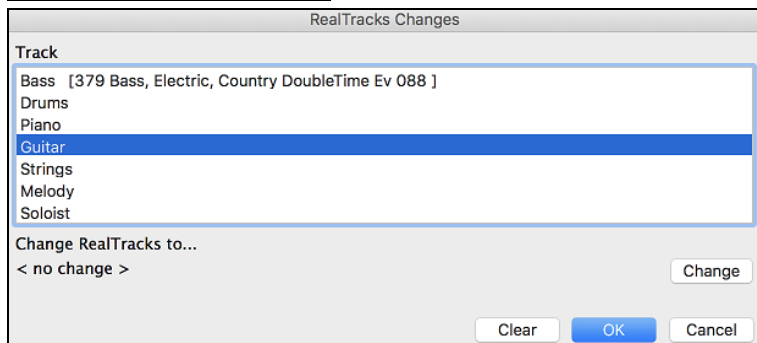 RealTracks Changes
Track
Bass [379 Bass, Electric, Country DoubleTime Ev 088 ]
Drums
Piano
Guitar
Strings
Melody
Soloist
Change RealTracks to...
< no change >
Change
Clear OK Cancel